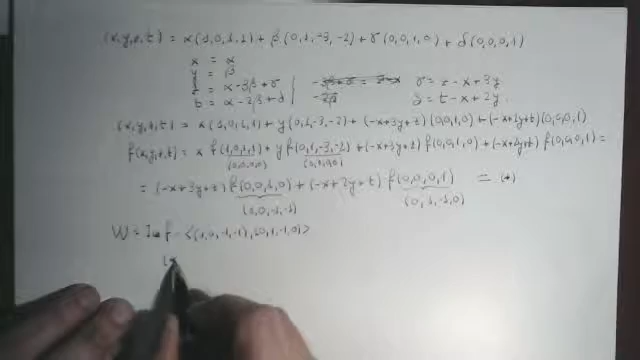 (x,y,z,t) = α(1,0,1,1) + β(0,1,-3,-2) + γ(0,0,1,0) + δ(0,0,0,1)
x = α
y = β
z = α-3β+γ | γ = z-x+3y
t = α-2β+δ | δ = t-x+2y
(x,y,z,t) = x(1,0,1,1) + y(0,1,-3,-2) + (-x+3y+z)(0,0,1,0) + (-x+2y+t)(0,0,0,1)
f(x,y,z,t) = x f(1,0,1,1) + y f(0,1,-3,-2) + (-x+3y+z) f(0,0,1,0) + (-x+2y+t) f(0,0,0,1) =
(0,0,0,0) (0,0,0,0)
= (-x+3y+z) f(0,0,1,0) + (-x+2y+t) f(0,0,0,1) = (*)
(1,0,-1,-1) (0,1,-1,0)
W = Im f = <(1,0,-1,-1),(0,1,-1,0)>